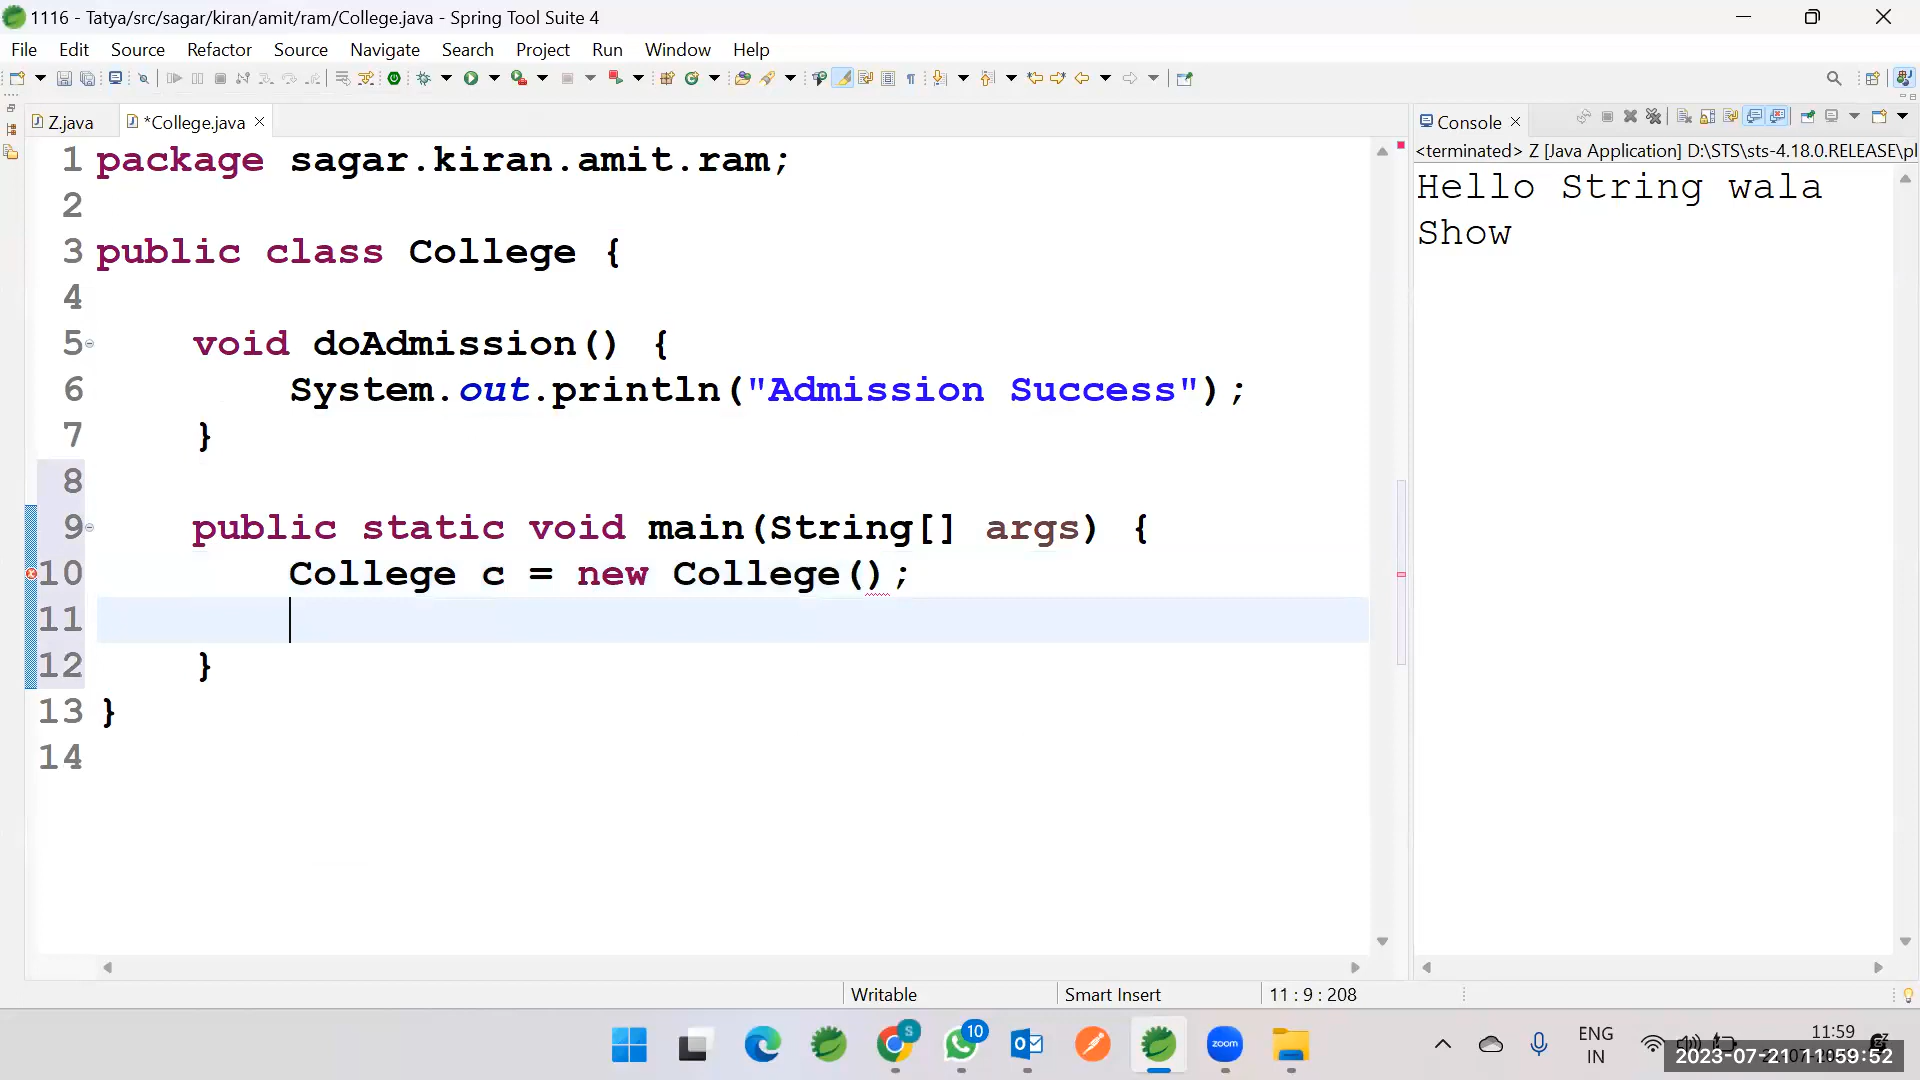 1116 - Tatya/src/sagar/kiran/amit/ram/College.java - Spring Tool Suite 4
File Edit Source Refactor Source Navigate Search Project Run Window Help
Z.java *College.java
Console
<terminated> Z [Java Application] D:\STS\sts-4.18.0.RELEASE\pl
1 package sagar.kiran.amit.ram;
2
3 public class College {
4
5 void doAdmission() {
6 System.out.println("Admission Success");
7 }
8
9 public static void main(String[] args) {
10 College c = new College();
11
12 }
13 }
14
Hello String wala
Show
Writable Smart Insert 11 : 9 : 208
S
10
zoom
ENG
IN
11:59
2023-07-21 11:59:52